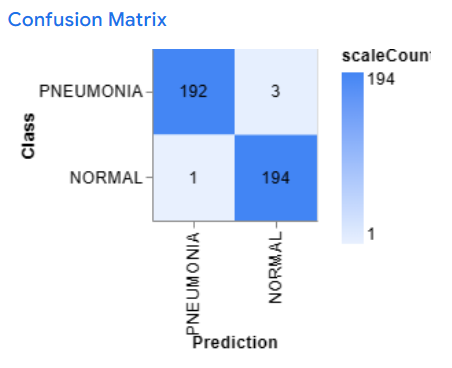 Confusion Matrix
scaleCount
PNEUMONIA
192
3
194
Class
NORMAL
1
194
1
PNEUMONIA
NORMAL
Prediction